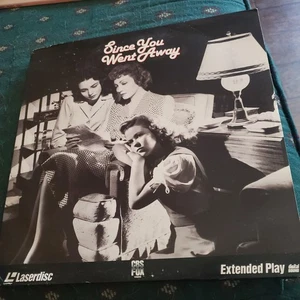 Since You
Went Away
Laserdisc
CBS
FOX
Extended Play